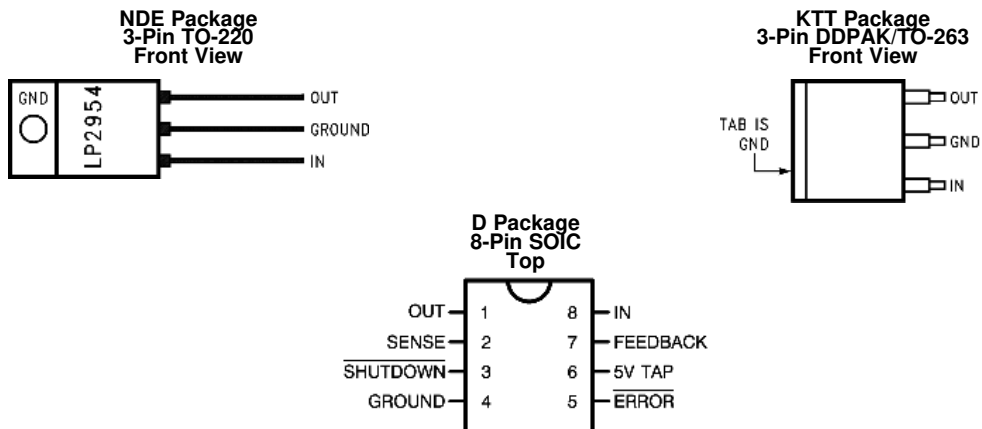 NDE Package
3-Pin TO-220
Front View
GND
LP2954
OUT
GROUND
IN
KTT Package
3-Pin DDPAK/TO-263
Front View
TAB IS
GND
OUT
GND
IN
D Package
8-Pin SOIC
Top
OUT 1 8 IN
SENSE 2 7 FEEDBACK
SHUTDOWN 3 6 5V TAP
GROUND 4 5 ERROR